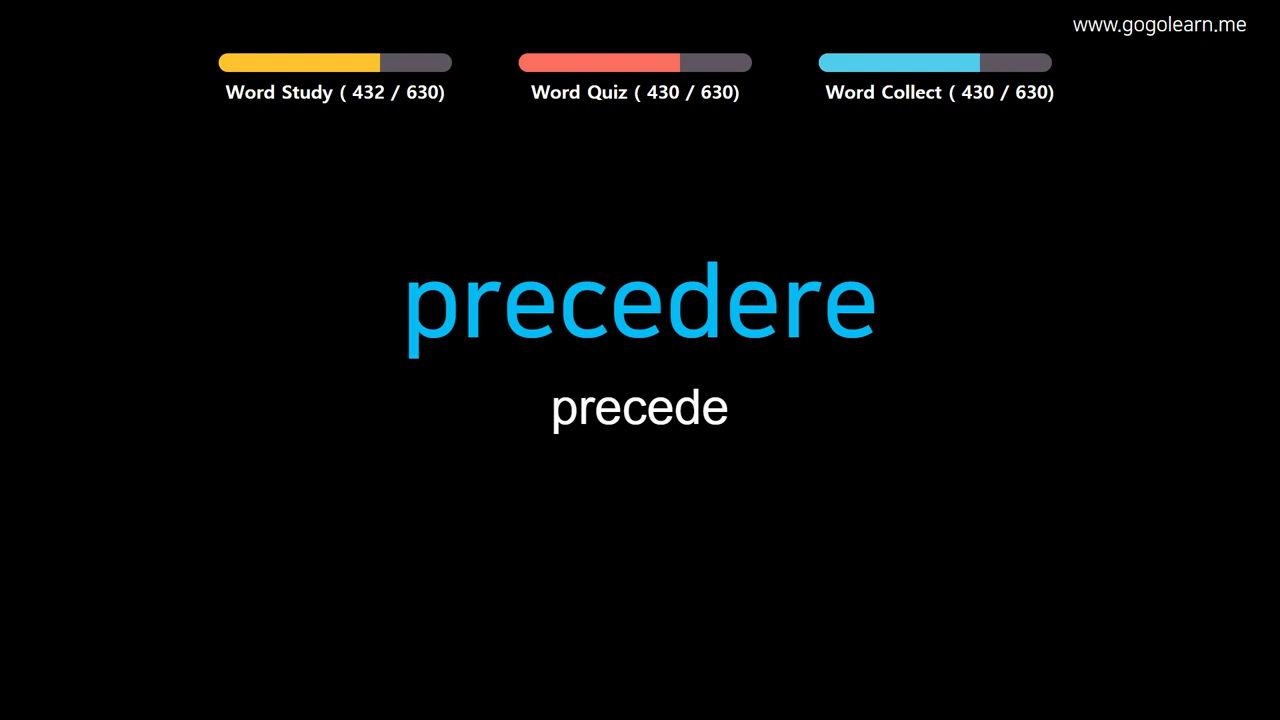 www.gogolearn.me
Word Study ( 432 / 630)
Word Quiz ( 430 / 630)
Word Collect ( 430 / 630)
precedere
precede